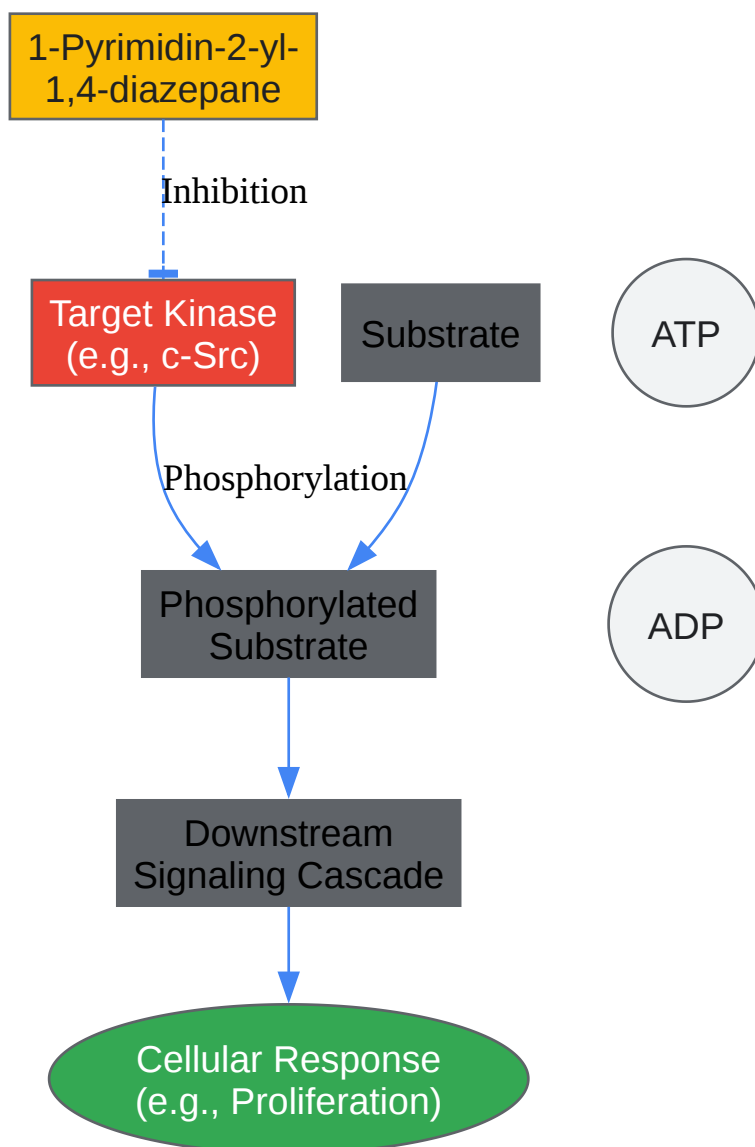 1-Pyrimidin-2-yl-
1,4-diazepane
Inhibition
Target Kinase
(e.g., c-Src)
Substrate
ATP
Phosphorylation
Phosphorylated
Substrate
ADP
Downstream
Signaling Cascade
Cellular Response
(e.g., Proliferation)